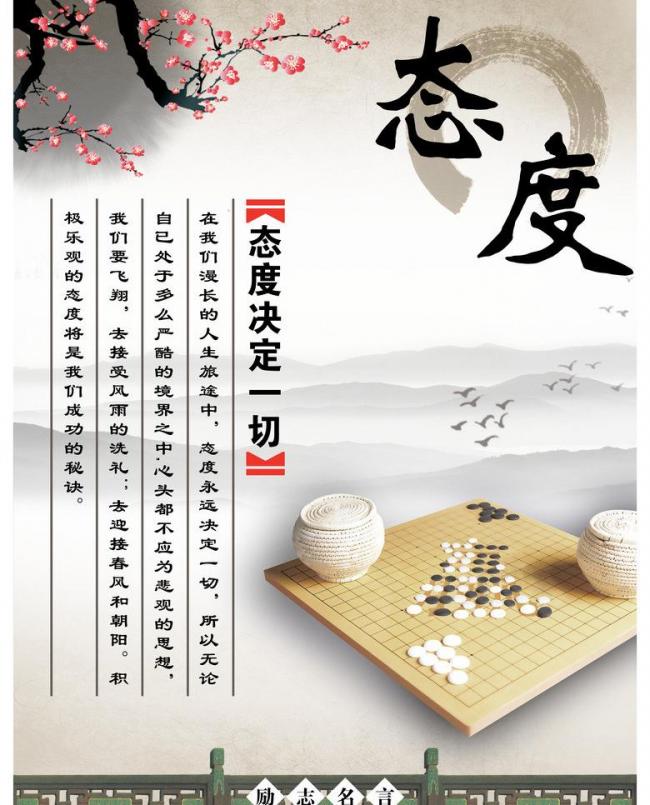 态度
态度决定一切
在我们漫长的人生旅途中，态度永远决定一切，所以无论
自己处于多么严酷的境界之中.心头都不应为悲观的思想，
我们要飞翔，去接受风雨的洗礼；去迎接春风和朝阳。积
极乐观的态度将是我们成功的秘诀。
励志名言